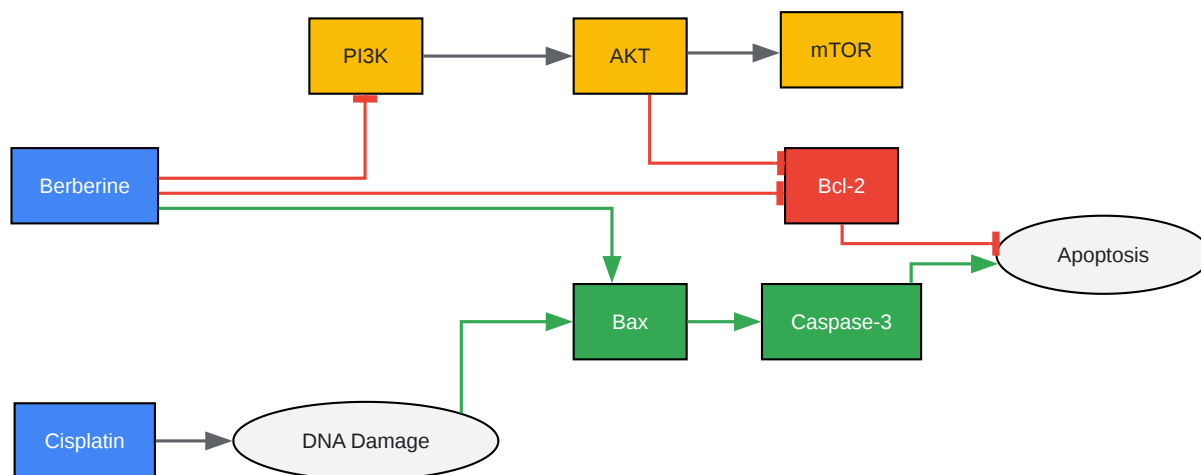 PI3K
AKT
mTOR
Berberine
Bcl-2
Apoptosis
Bax
Caspase-3
Cisplatin
DNA Damage